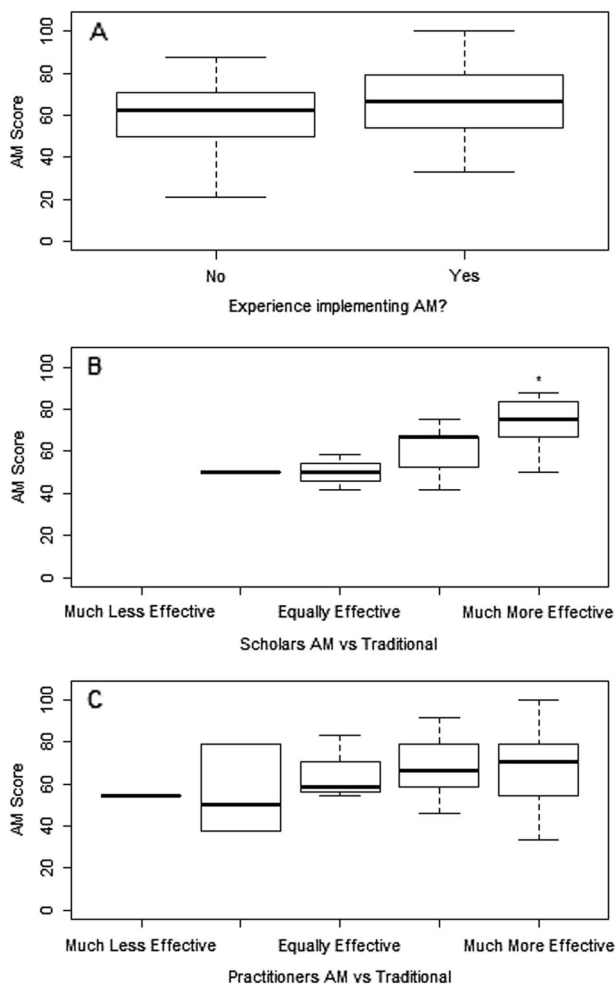 A
AM Score
100
80
60
40
20
0
No Yes
Experience implementing AM?
B
*
AM Score
100
80
60
40
20
0
Much Less Effective Equally Effective Much More Effective
Scholars AM vs Traditional
C
AM Score
100
80
60
40
20
0
Much Less Effective Equally Effective Much More Effective
Practitioners AM vs Traditional